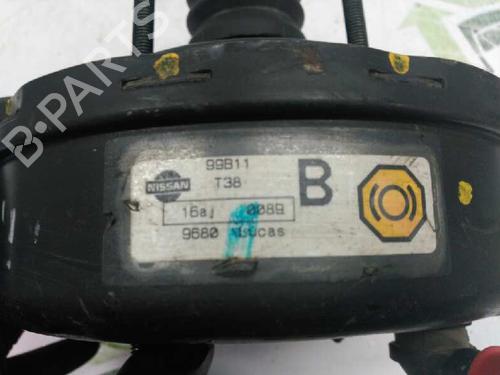 B-PARTS
99B11
NISSAN
T38
B
16aj 0089
9680 Lucas